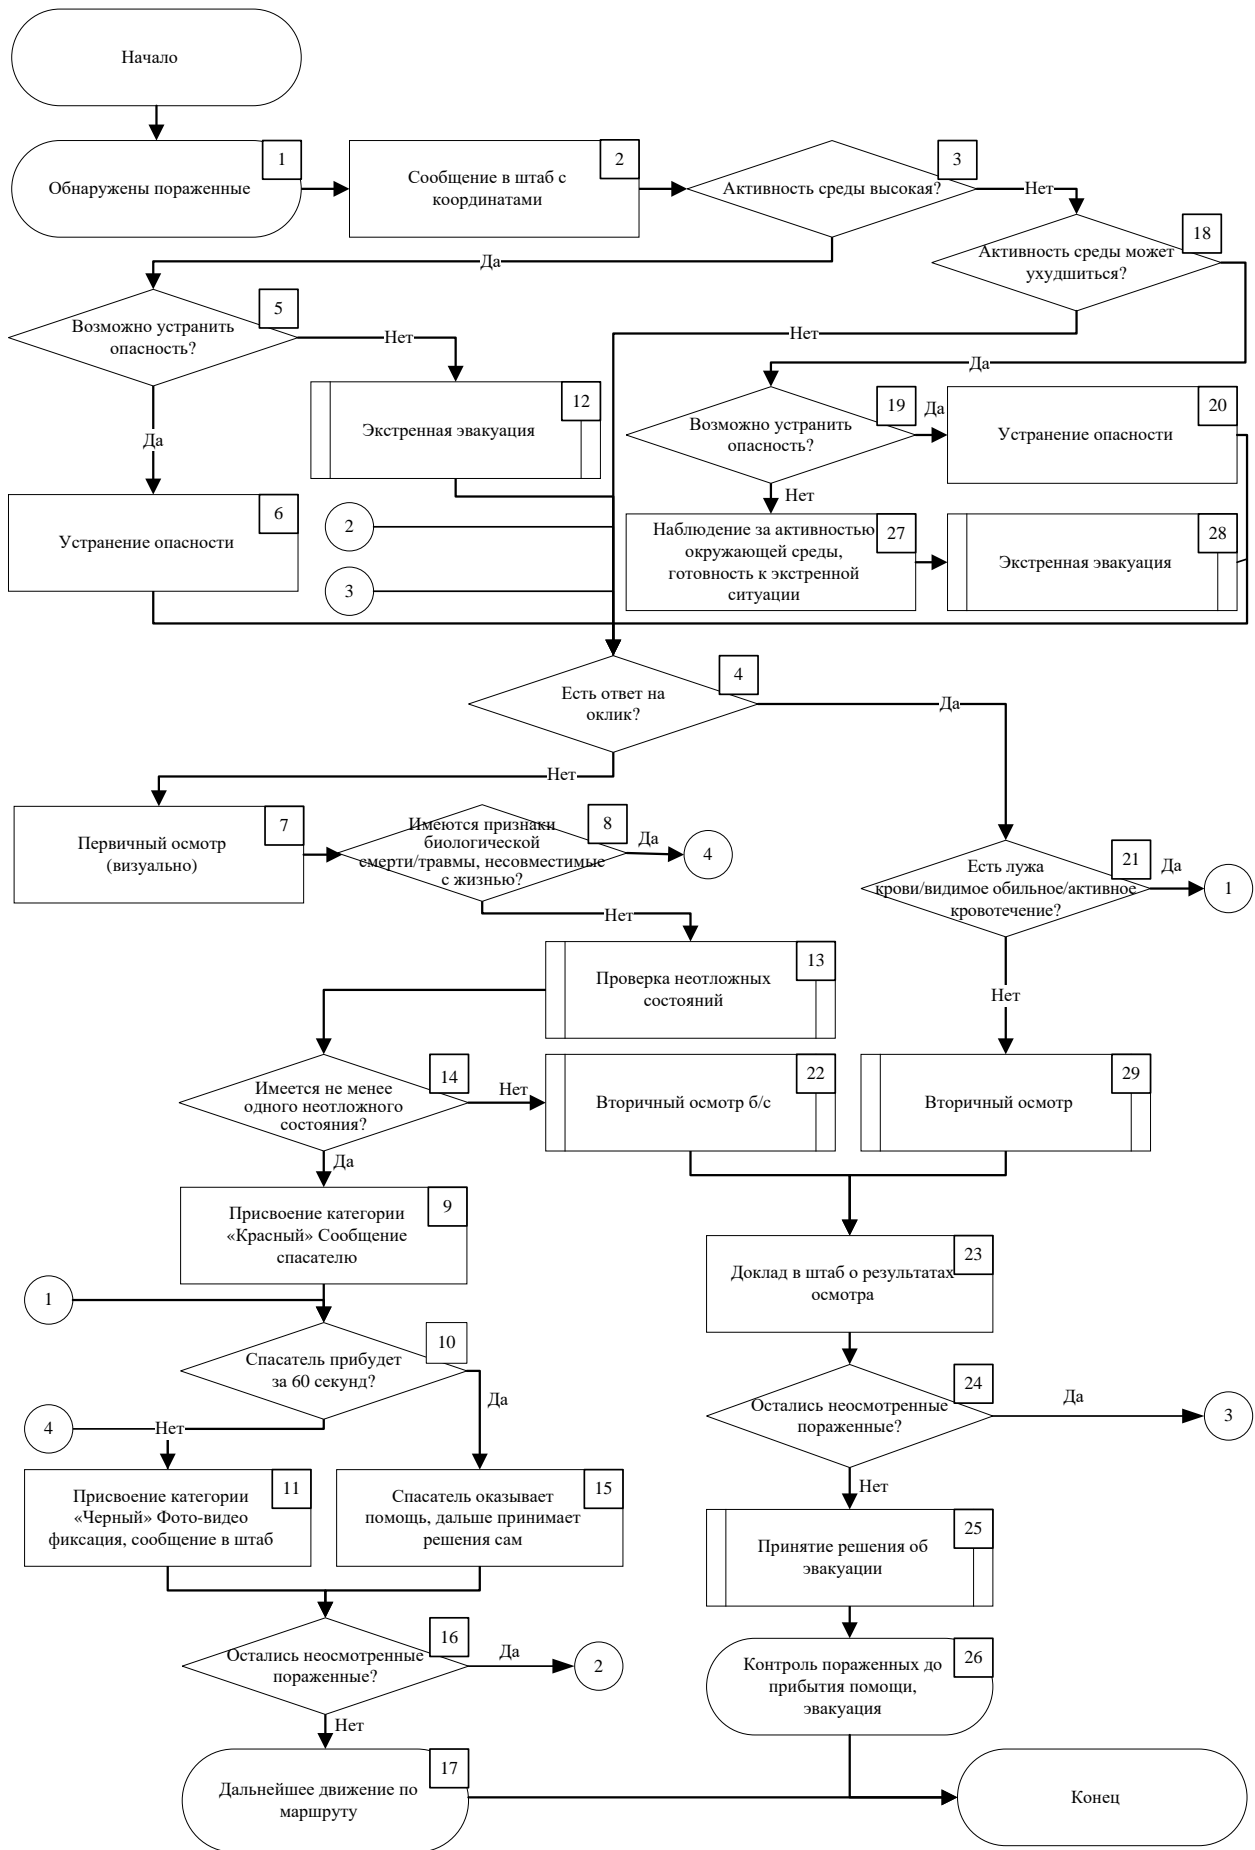 Начало
1
Обнаружены пораженные
2
Сообщение в штаб с
координатами
3
Активность среды высокая?
Нет
18
Активность среды может
ухудшиться?
Да
5
Возможно устранить
опасность?
Нет
Нет
Да
12
Экстренная эвакуация
19
Возможно устранить
опасность?
Да
20
Устранение опасности
Да
Нет
6
Устранение опасности
2
3
27
Наблюдение за активностью
окружающей среды,
готовность к экстренной
ситуации
28
Экстренная эвакуация
4
Есть ответ на
оклик?
Да
Нет
7
Первичный осмотр
(визуально)
8
Имеются признаки
биологической
смерти/травмы, несовместимые
с жизнью?
Да
4
21
Есть лужа
крови/видимое обильное/активное
кровотечение?
Да
1
Нет
13
Проверка неотложных
состояний
Нет
14
Имеется не менее
одного неотложного
состояния?
Нет
22
Вторичный осмотр б/с
29
Вторичный осмотр
Да
9
Присвоение категории
«Красный» Сообщение
спасателю
23
Доклад в штаб о результатах
осмотра
1
10
Спасатель прибудет
за 60 секунд?
Да
24
Остались неосмотренные
пораженные?
Да
3
4
Нет
Нет
11
Присвоение категории
«Черный» Фото-видео
фиксация, сообщение в штаб
15
Спасатель оказывает
помощь, дальше принимает
решения сам
25
Принятие решения об
эвакуации
16
Остались неосмотренные
пораженные?
Да
2
26
Контроль пораженных до
прибытия помощи,
эвакуация
Нет
17
Дальнейшее движение по
маршруту
Конец